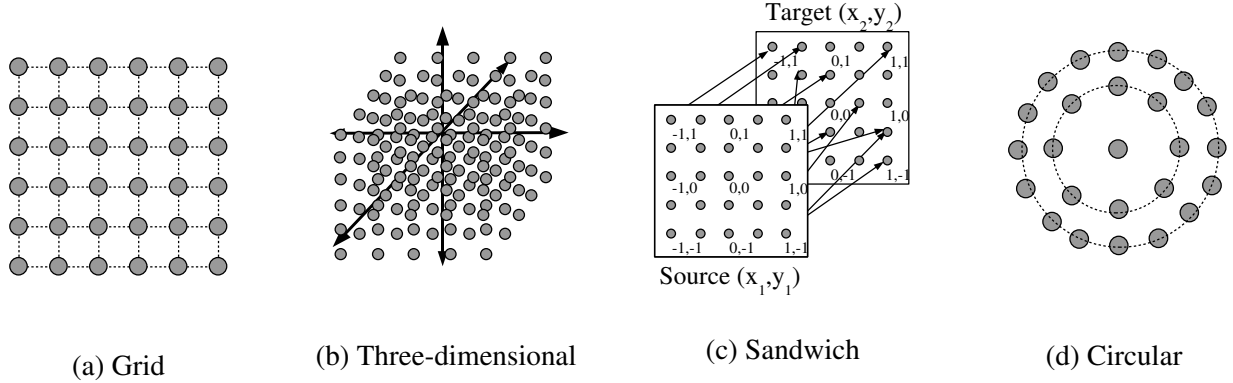 Target (x2,y2)
-1,1 0,1 1,1
0,0 1,0
0,-1 1,-1
-1,1 0,1 1,1
-1,0 0,0 1,0
-1,-1 0,-1 1,-1
Source (x1,y1)
(a) Grid
(b) Three-dimensional
(c) Sandwich
(d) Circular